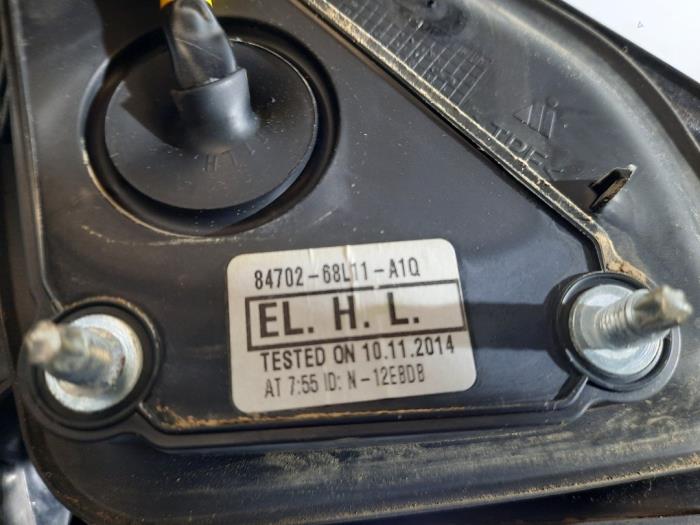 84702-68L11-A1Q
EL. H. L.
TESTED ON 10.11.2014
AT 7:55 ID: N-12EBDB